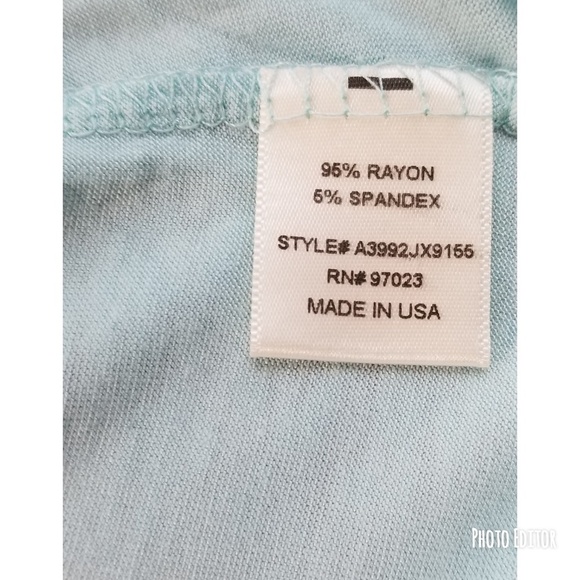 95% RAYON
5% SPANDEX
STYLE# A3992JX9155
RN# 97023
MADE IN USA
PHOTO EDITOR